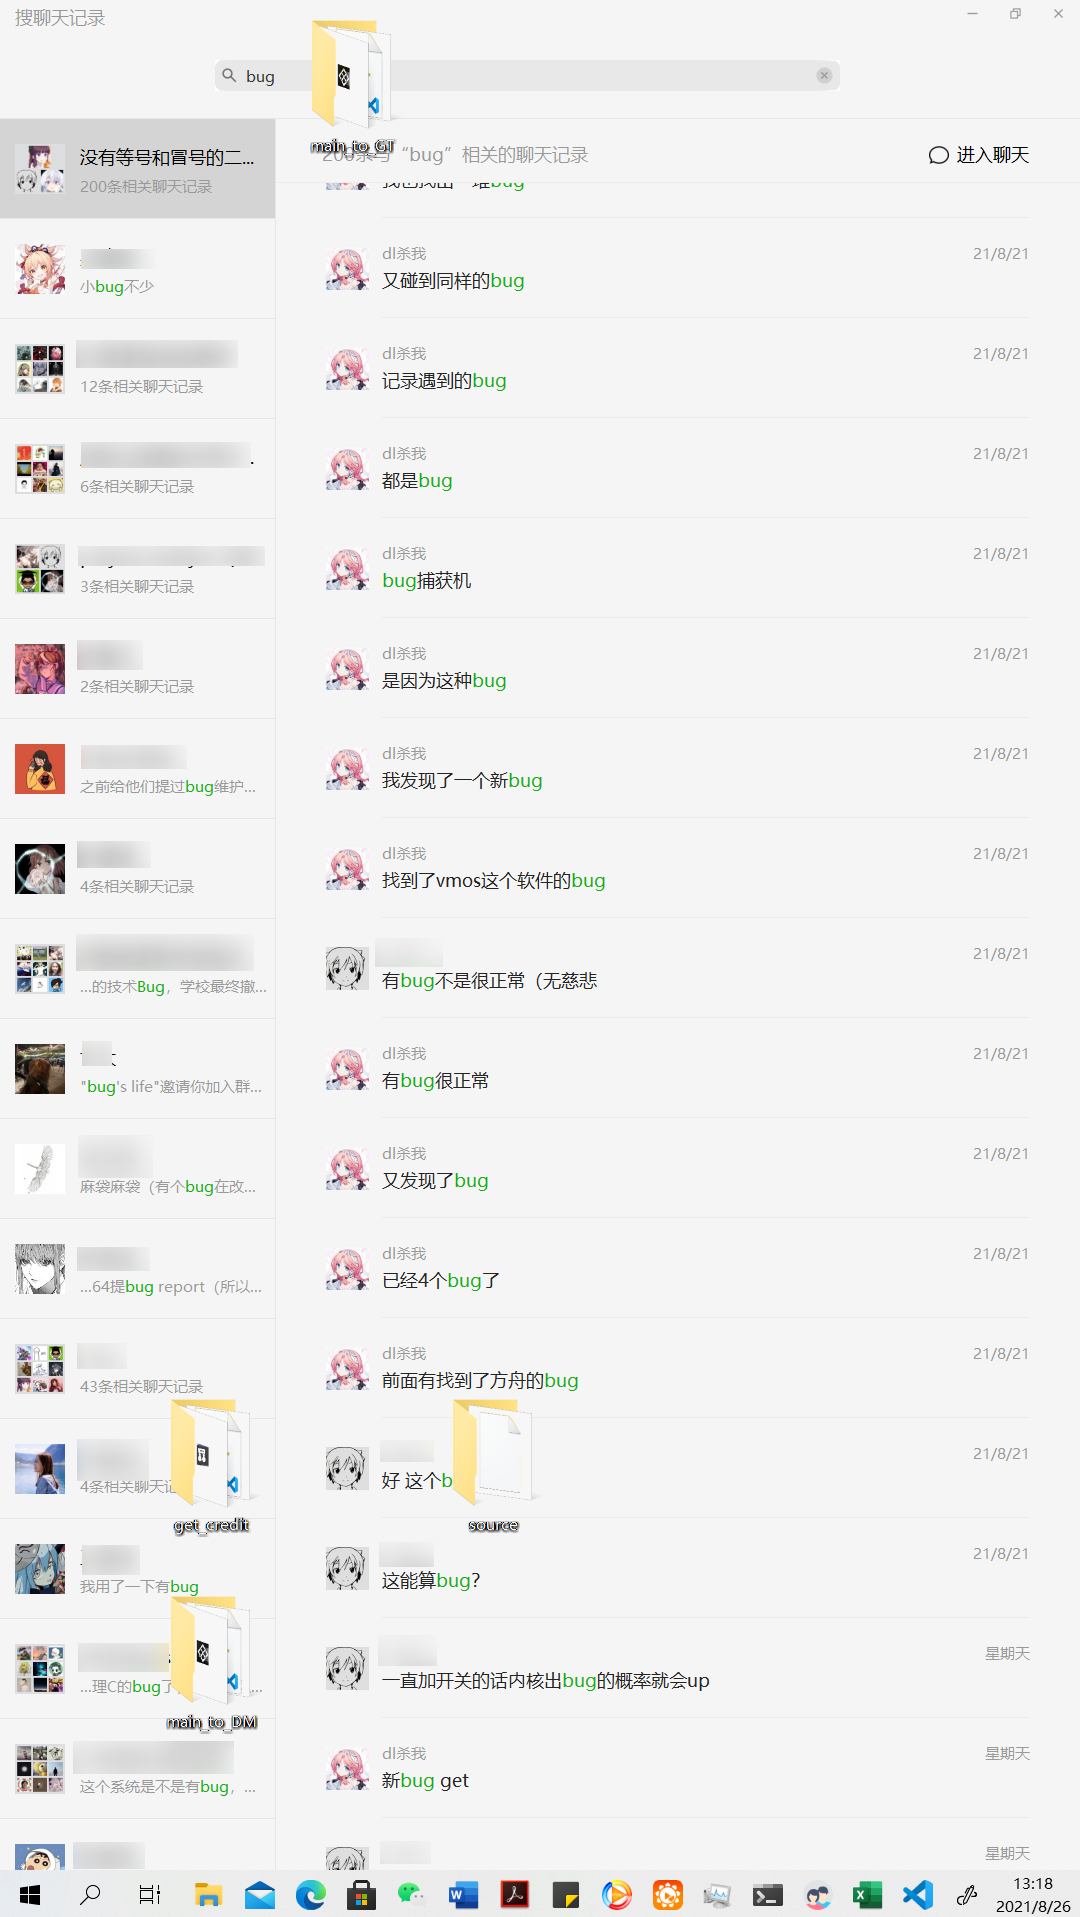 搜聊天记录
bug
main_to_GT
没有等号和冒号的二...
200条相关聊天记录
小bug不少
12条相关聊天记录
6条相关聊天记录
3条相关聊天记录
2条相关聊天记录
之前给他们提过bug维护...
4条相关聊天记录
...的技术Bug，学校最终撤...
"bug's life"邀请你加入群...
麻袋麻袋（有个bug在改...
...64提bug report（所以...
43条相关聊天记录
4条相关聊天记
get_credit
我用了一下有bug
...理C的bug了
main_to_DM
这个系统是不是有bug，...
“bug”相关的聊天记录
进入聊天
dl杀我
21/8/21
又碰到同样的bug
dl杀我
21/8/21
记录遇到的bug
dl杀我
21/8/21
都是bug
dl杀我
21/8/21
bug捕获机
dl杀我
21/8/21
是因为这种bug
dl杀我
21/8/21
我发现了一个新bug
dl杀我
21/8/21
找到了vmos这个软件的bug
21/8/21
有bug不是很正常（无慈悲
dl杀我
21/8/21
有bug很正常
dl杀我
21/8/21
又发现了bug
dl杀我
21/8/21
已经4个bug了
dl杀我
21/8/21
前面有找到了方舟的bug
21/8/21
好 这个b
source
21/8/21
这能算bug？
星期天
一直加开关的话内核出bug的概率就会up
dl杀我
星期天
新bug get
星期天
13:18
2021/8/26